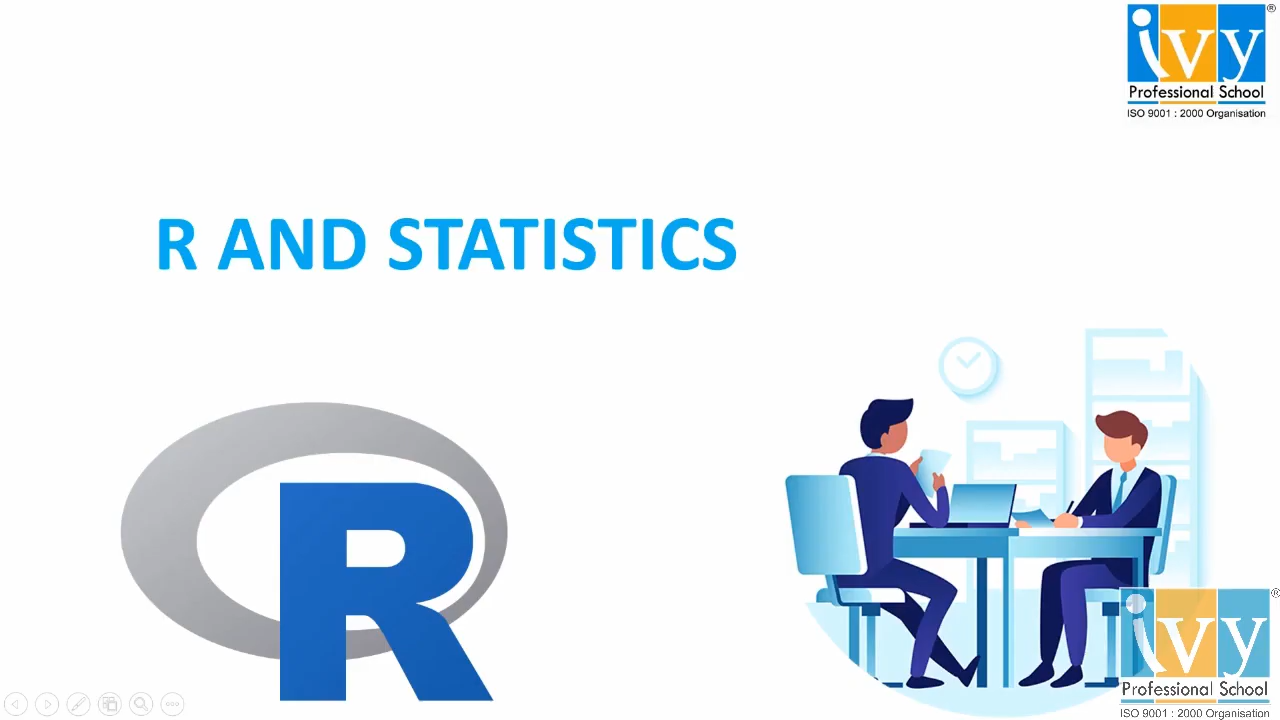 ivy®
Professional School
ISO 9001 : 2000 Organisation
R AND STATISTICS
R
ivy®
Professional School
ISO 9001 : 2000 Organisation